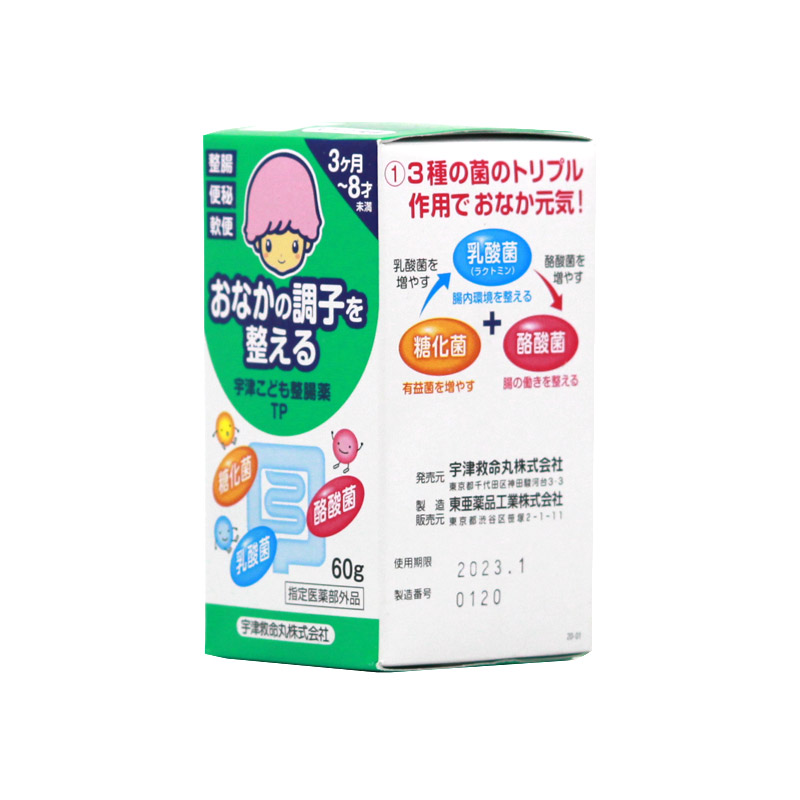 整腸
便秘
軟便
3ヶ月
~8才
未満
おなかの調子を
整える
宇津こども整腸薬
TP
糖化菌
酪酸菌
乳酸菌
60g
指定医薬部外品
宇津救命丸株式会社
①3種の菌のトリプル
作用で おなか元気!
乳酸菌を
増やす
乳酸菌
(ラクトミン)
酪酸菌を
増やす
腸内環境を整える
糖化菌
+
酪酸菌
有益菌を増やす
腸の働きを整える
発売元 宇津救命丸株式会社
東京都千代田区神田駿河台3-3
製造 東亜薬品工業株式会社
販売元 東京都渋谷区笹塚2-1-11
使用期限 2023.1
製造番号 0120